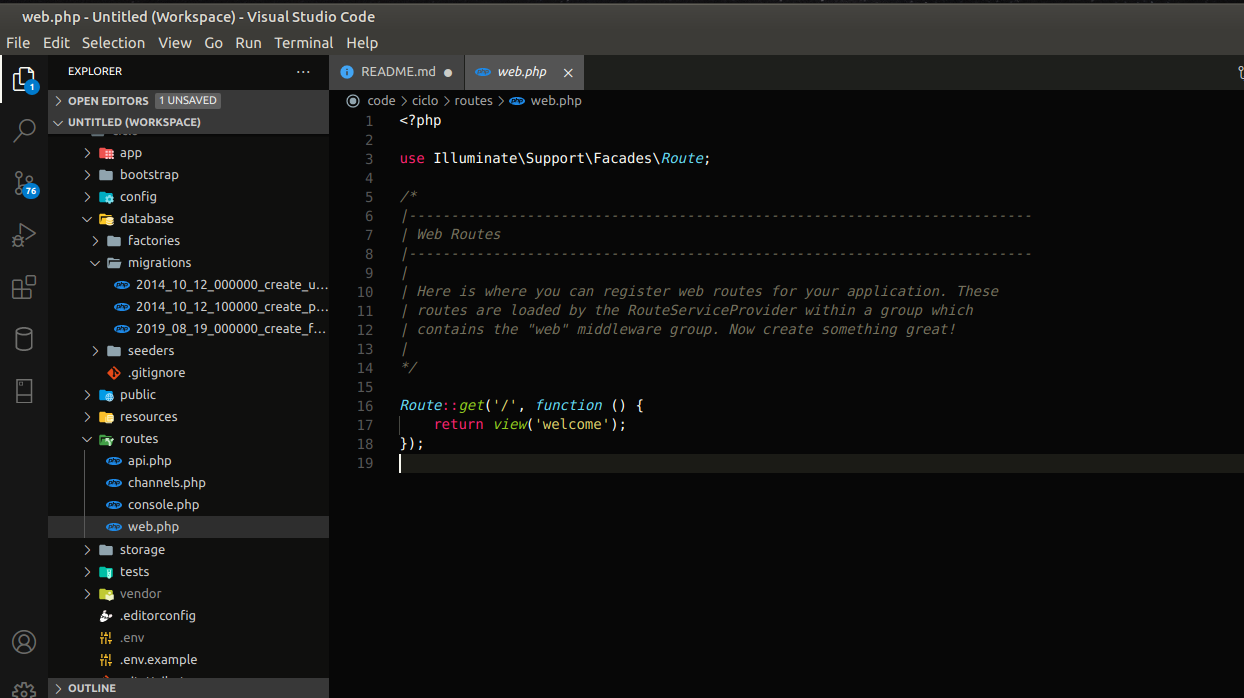 web.php - Untitled (Workspace) - Visual Studio Code
File Edit Selection View Go Run Terminal Help
EXPLORER ...
OPEN EDITORS 1 UNSAVED
UNTITLED (WORKSPACE)
app
bootstrap
config
database
factories
migrations
2014_10_12_000000_create_u...
2014_10_12_100000_create_p...
2019_08_19_000000_create_f...
seeders
.gitignore
public
resources
routes
api.php
channels.php
console.php
web.php
storage
tests
vendor
.editorconfig
.env
.env.example
OUTLINE
1
76
README.md
web.php
code > ciclo > routes > web.php
1 <?php
2
3 use Illuminate\Support\Facades\Route;
4
5 /*
6 |--------------------------------------------------------------------------
7 | Web Routes
8 |--------------------------------------------------------------------------
9 |
10 | Here is where you can register web routes for your application. These
11 | routes are loaded by the RouteServiceProvider within a group which
12 | contains the "web" middleware group. Now create something great!
13 |
14 */
15
16 Route::get('/', function () {
17     return view('welcome');
18 });
19